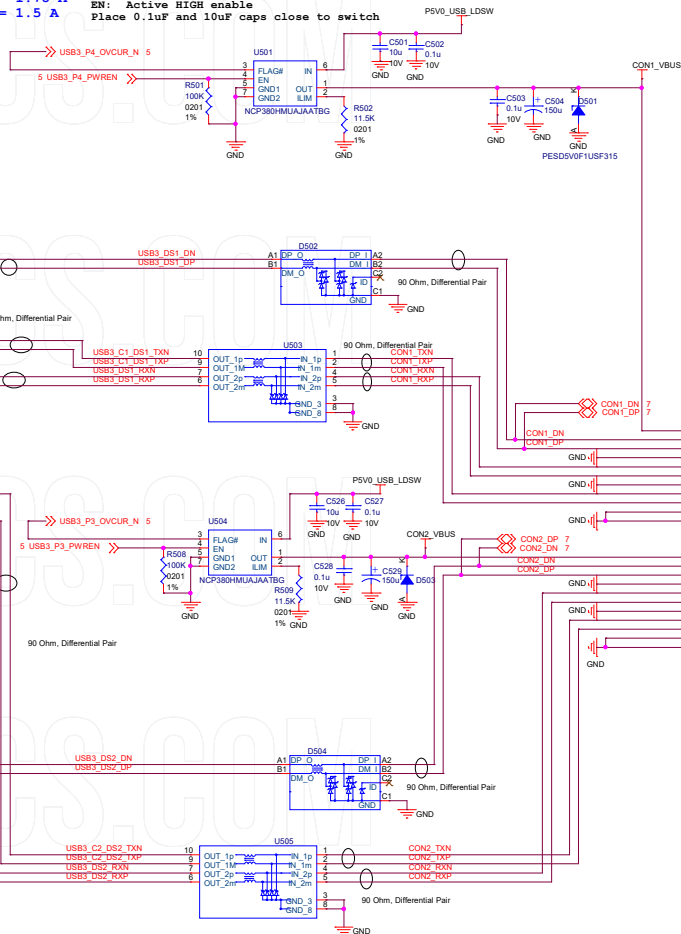 EN:  Active HIGH enable
= 1.5 A
Place 0.1uF and 10uF caps close to switch
P5V0_USB_LDSW
USB3_P4_OVCUR_N 5
U501
C501
10u
10V
C502
0.1u
10V
GND
CON1_VBUS
5 USB3_P4_PWREN
3 FLAG# IN 6
4 EN
5 GND1 OUT 1
7 GND2 ILIM 2
NCP380HMUAJAATBG
R501
100K
0201
1%
R502
11.5K
0201
1%
GND
GND
C503
0.1u
10V
C504
150u
D501
K
A
GND
GND
GND
PESD5V0F1USF315
USB3_DS1_DN
USB3_DS1_DP
D502
A1 DP_O DP_I A2
B1 DM_O DM_I B2
C2
ID
GND C1
GND
90 Ohm, Differential Pair
hm, Differential Pair
U503
90 Ohm, Differential Pair
USB3_C1_DS1_TXN 10 OUT_1p IN_1p 1 CON1_TXN
USB3_C1_DS1_TXP 9 OUT_1M IN_1m 2 CON1_TXP
USB3_DS1_RXN 7 OUT_2p IN_2p 4 CON1_RXN
USB3_DS1_RXP 6 OUT_2m IN_2m 5 CON1_RXP
GND_3 3
GND_8 8
GND
CON1_DN 7
CON1_DP 7
CON1_DN
CON1_DP
GND
GND
P5V0_USB_LDSW
USB3_P3_OVCUR_N 5
U504
C526
10u
10V
C527
0.1u
10V
GND
5 USB3_P3_PWREN
3 FLAG# IN 6
4 EN
5 GND1 OUT 1
7 GND2 ILIM 2
NCP380HMUAJAATBG
R508
100K
0201
1%
R509
11.5K
0201
1%
GND
GND
CON2_VBUS
C528
0.1u
10V
C529
150u
D503
K
A
GND
GND
GND
CON2_DP 7
CON2_DN 7
CON2_DN
CON2_DP
GND
GND
GND
90 Ohm, Differential Pair
USB3_DS2_DN
USB3_DS2_DP
D504
A1 DP_O DP_I A2
B1 DM_O DM_I B2
C2
ID
GND C1
GND
90 Ohm, Differential Pair
U505
USB3_C2_DS2_TXN 10 OUT_1p IN_1p 1 CON2_TXN
USB3_C2_DS2_TXP 9 OUT_1M IN_1m 2 CON2_TXP
USB3_DS2_RXN 7 OUT_2p IN_2p 4 CON2_RXN
USB3_DS2_RXP 6 OUT_2m IN_2m 5 CON2_RXP
GND_3 3
GND_8 8
90 Ohm, Differential Pair
GND